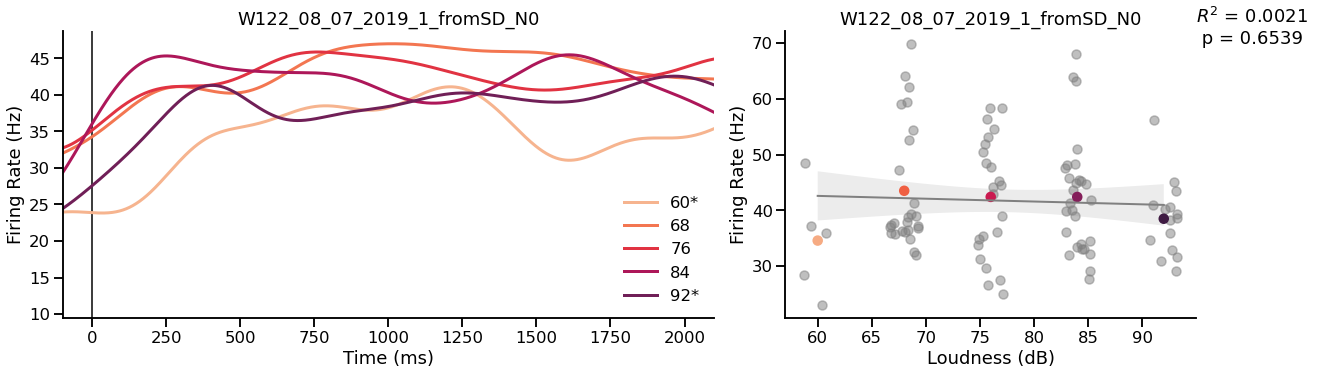 W122_08_07_2019_1_fromSD_N0
45
40
35
30
25
20
15
10
Firing Rate (Hz)
60*
68
76
84
92*
0 250 500 750 1000 1250 1500 1750 2000
Time (ms)
W122_08_07_2019_1_fromSD_N0
R² = 0.0021
p = 0.6539
70
60
50
40
30
Firing Rate (Hz)
60 65 70 75 80 85 90
Loudness (dB)